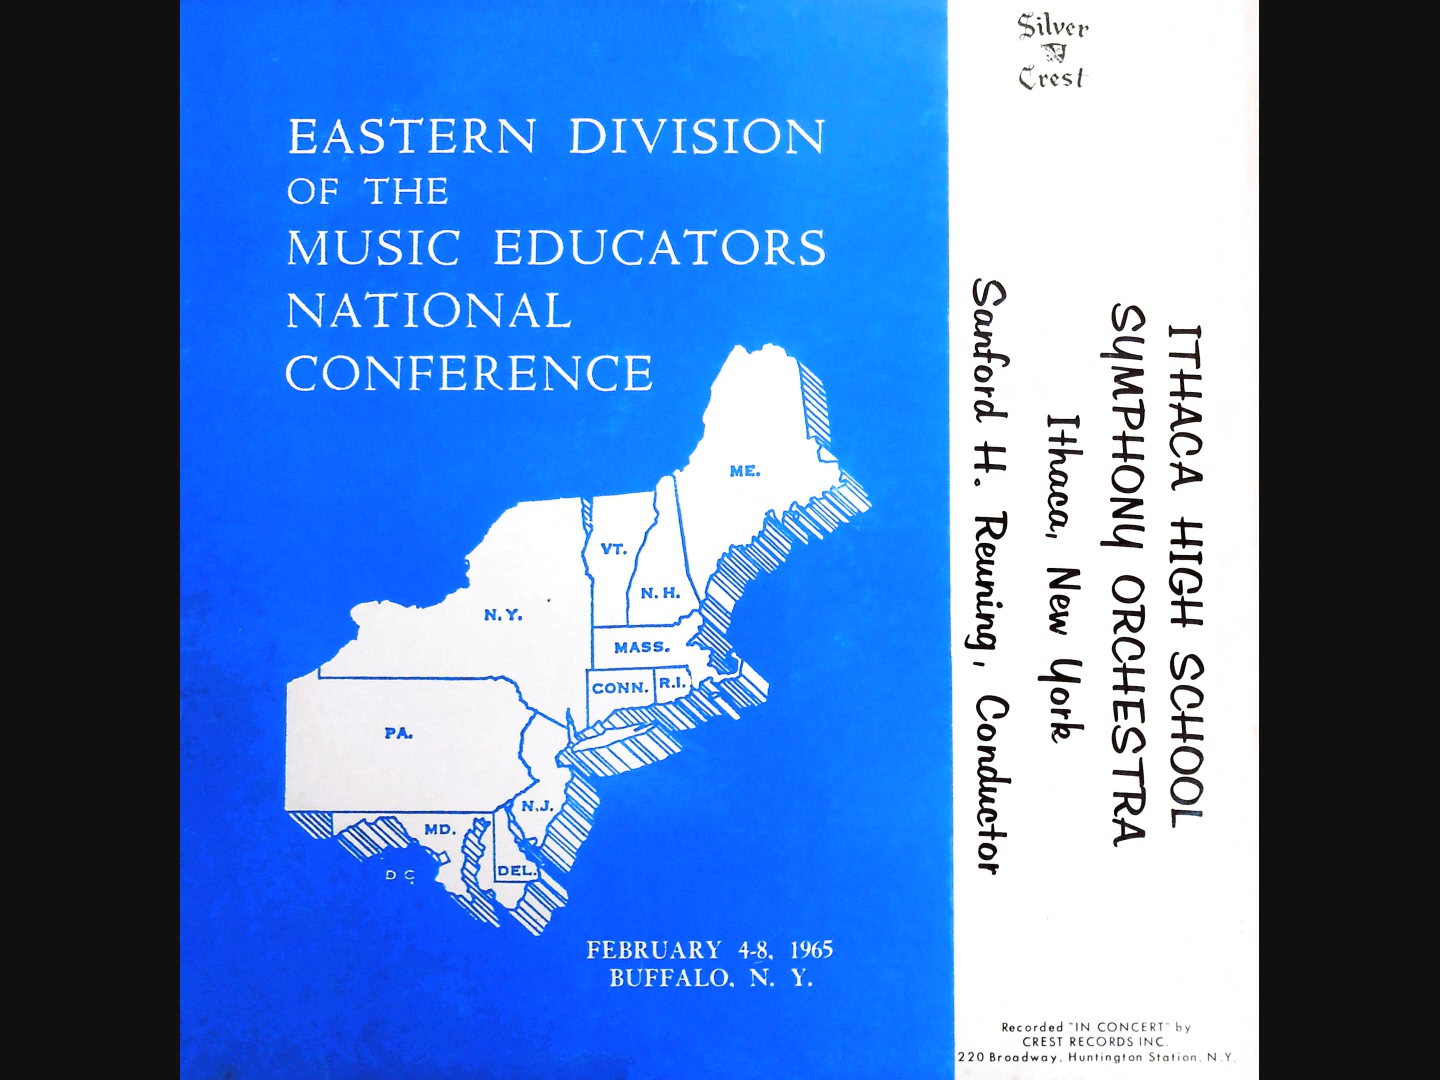 EASTERN DIVISION
OF THE
MUSIC EDUCATORS
NATIONAL
CONFERENCE
ME.
VT.
N. H.
N. Y.
MASS.
CONN.
R.I.
PA.
N.J.
MD.
DEL.
D C
FEBRUARY 4-8, 1965
BUFFALO, N. Y.
Silver
Crest
ITHACA HIGH SCHOOL
SYMPHONY ORCHESTRA
Ithaca, New York
Sanford H. Reuning, Conductor
Recorded "IN CONCERT" by
CREST RECORDS INC.
220 Broadway, Huntington Station, N.Y.